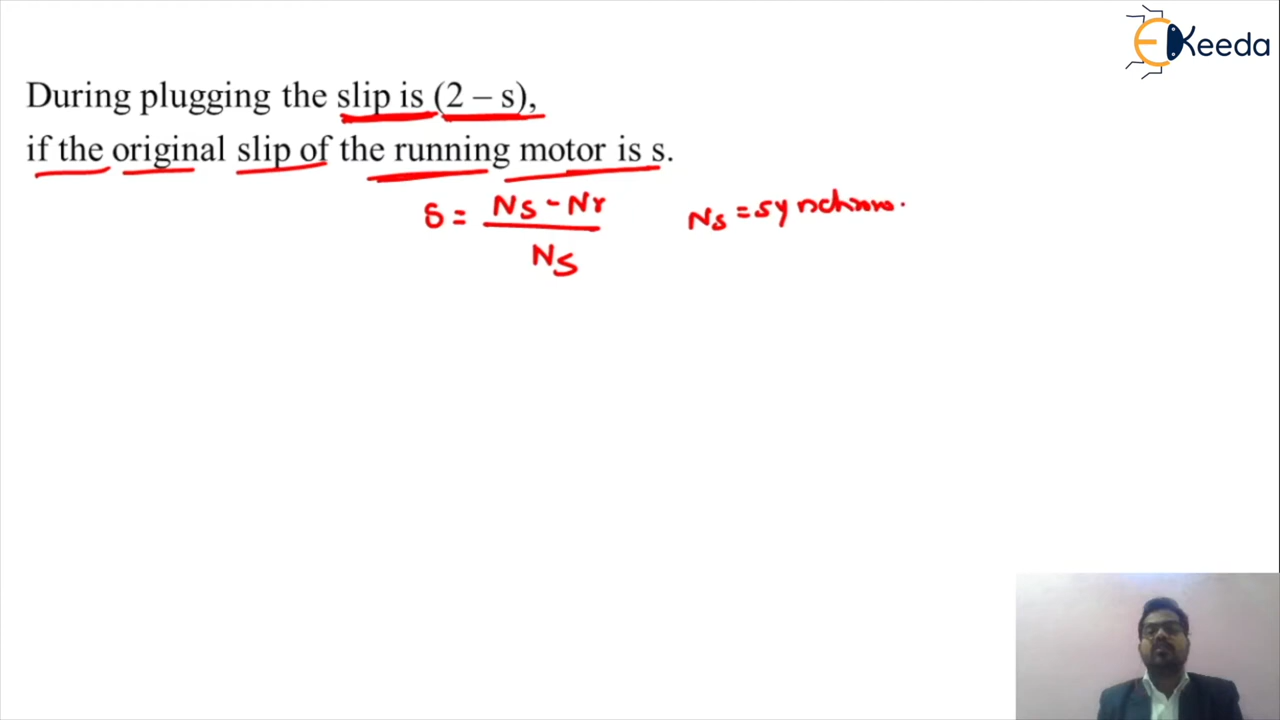 EKeeda
During plugging the slip is (2 – s),
if the original slip of the running motor is s.
s = Ns - Nr / Ns
Ns = synchrono.